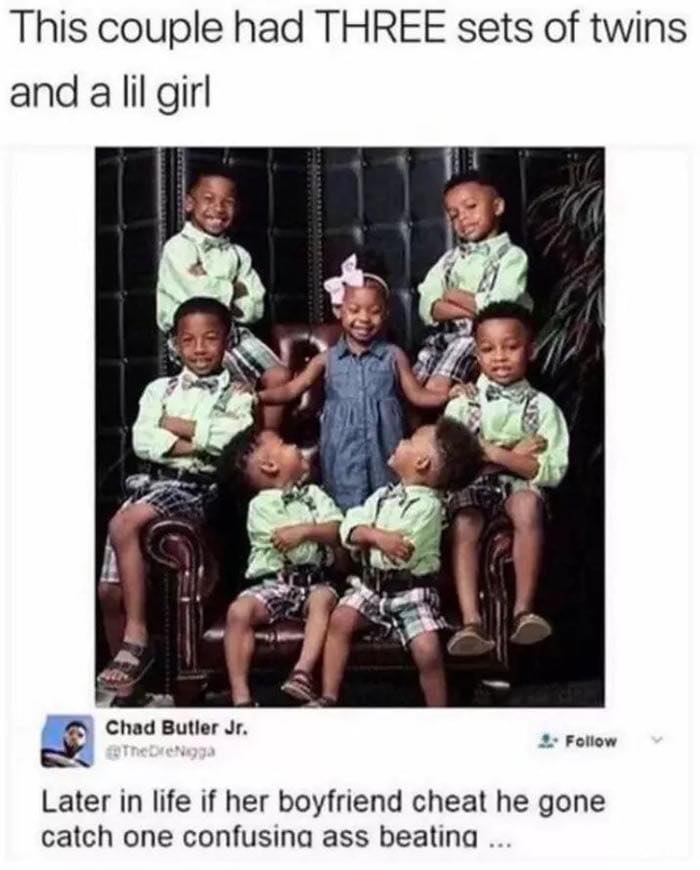 This couple had THREE sets of twins
and a lil girl
Chad Butler Jr.
@TheDreNigga
Follow
Later in life if her boyfriend cheat he gone
catch one confusing ass beating ...